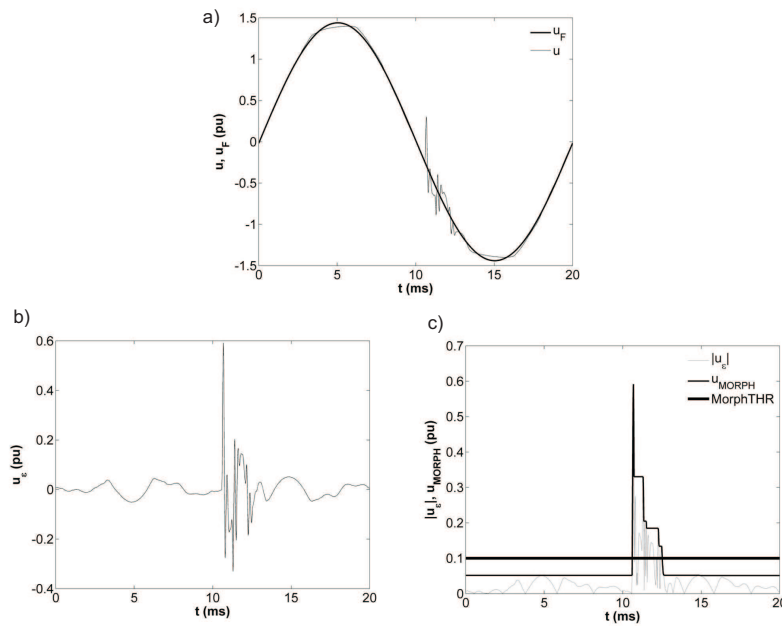 a)
1.5
1
0.5
0
-0.5
-1
-1.5
u, u_F (pu)
u_F
u
0 5 10 15 20
t (ms)
b)
0.6
0.4
0.2
0
-0.2
-0.4
u_ε (pu)
0 5 10 15 20
t (ms)
c)
0.7
0.6
0.5
0.4
0.3
0.2
0.1
0
|u_ε|, u_MORPH (pu)
|u_ε|
u_MORPH
MorphTHR
0 5 10 15 20
t (ms)